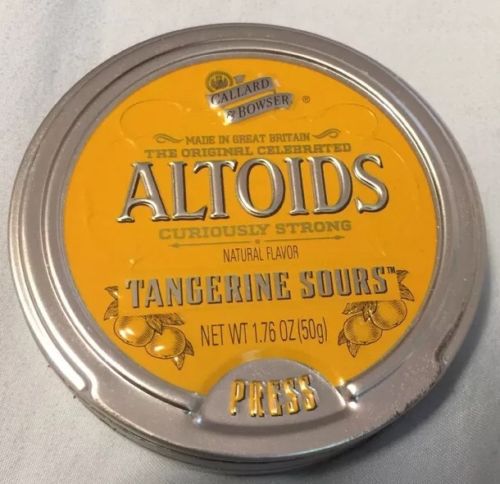 CALLARD
& BOWSER ®
MADE IN GREAT BRITAIN
THE ORIGINAL CELEBRATED
ALTOIDS
CURIOUSLY STRONG
NATURAL FLAVOR
TANGERINE SOURS™
NET WT 1.76 OZ (50g)
PRESS